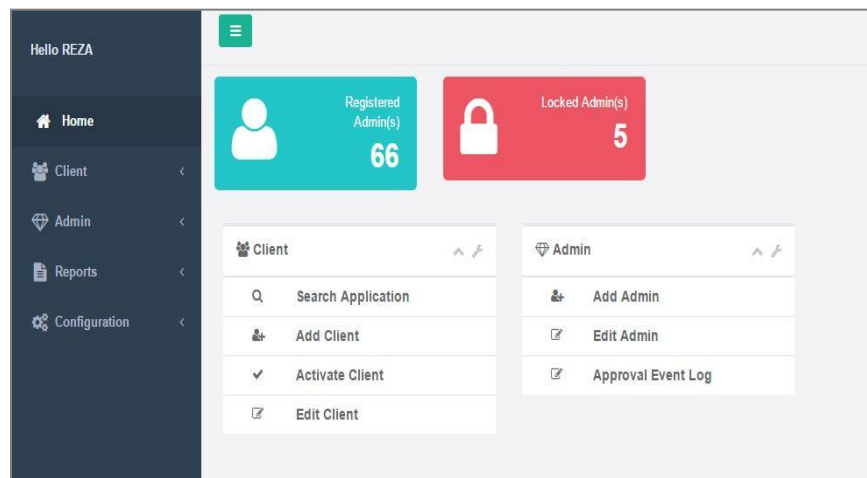 Hello REZA
Home
Client
Admin
Reports
Configuration
Registered
Admin(s)
66
Locked Admin(s)
5
Client
Search Application
Add Client
Activate Client
Edit Client
Admin
Add Admin
Edit Admin
Approval Event Log